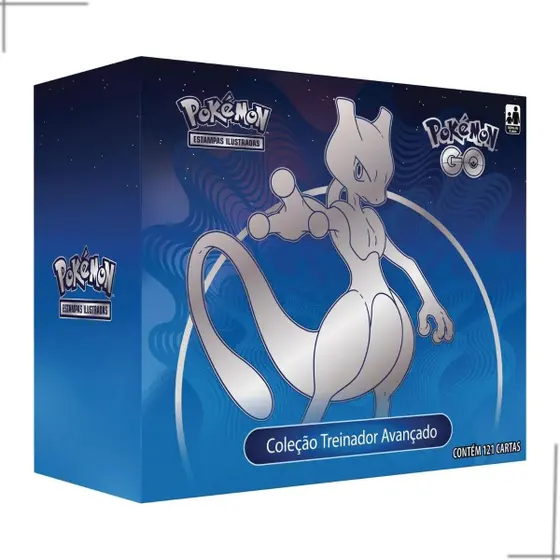 POKéMON
ESTAMPAS ILUSTRADAS
POKéMON
GO
POKéMON
ESTAMPAS ILUSTRADAS
Coleção Treinador Avançado
CONTÉM 121 CARTAS